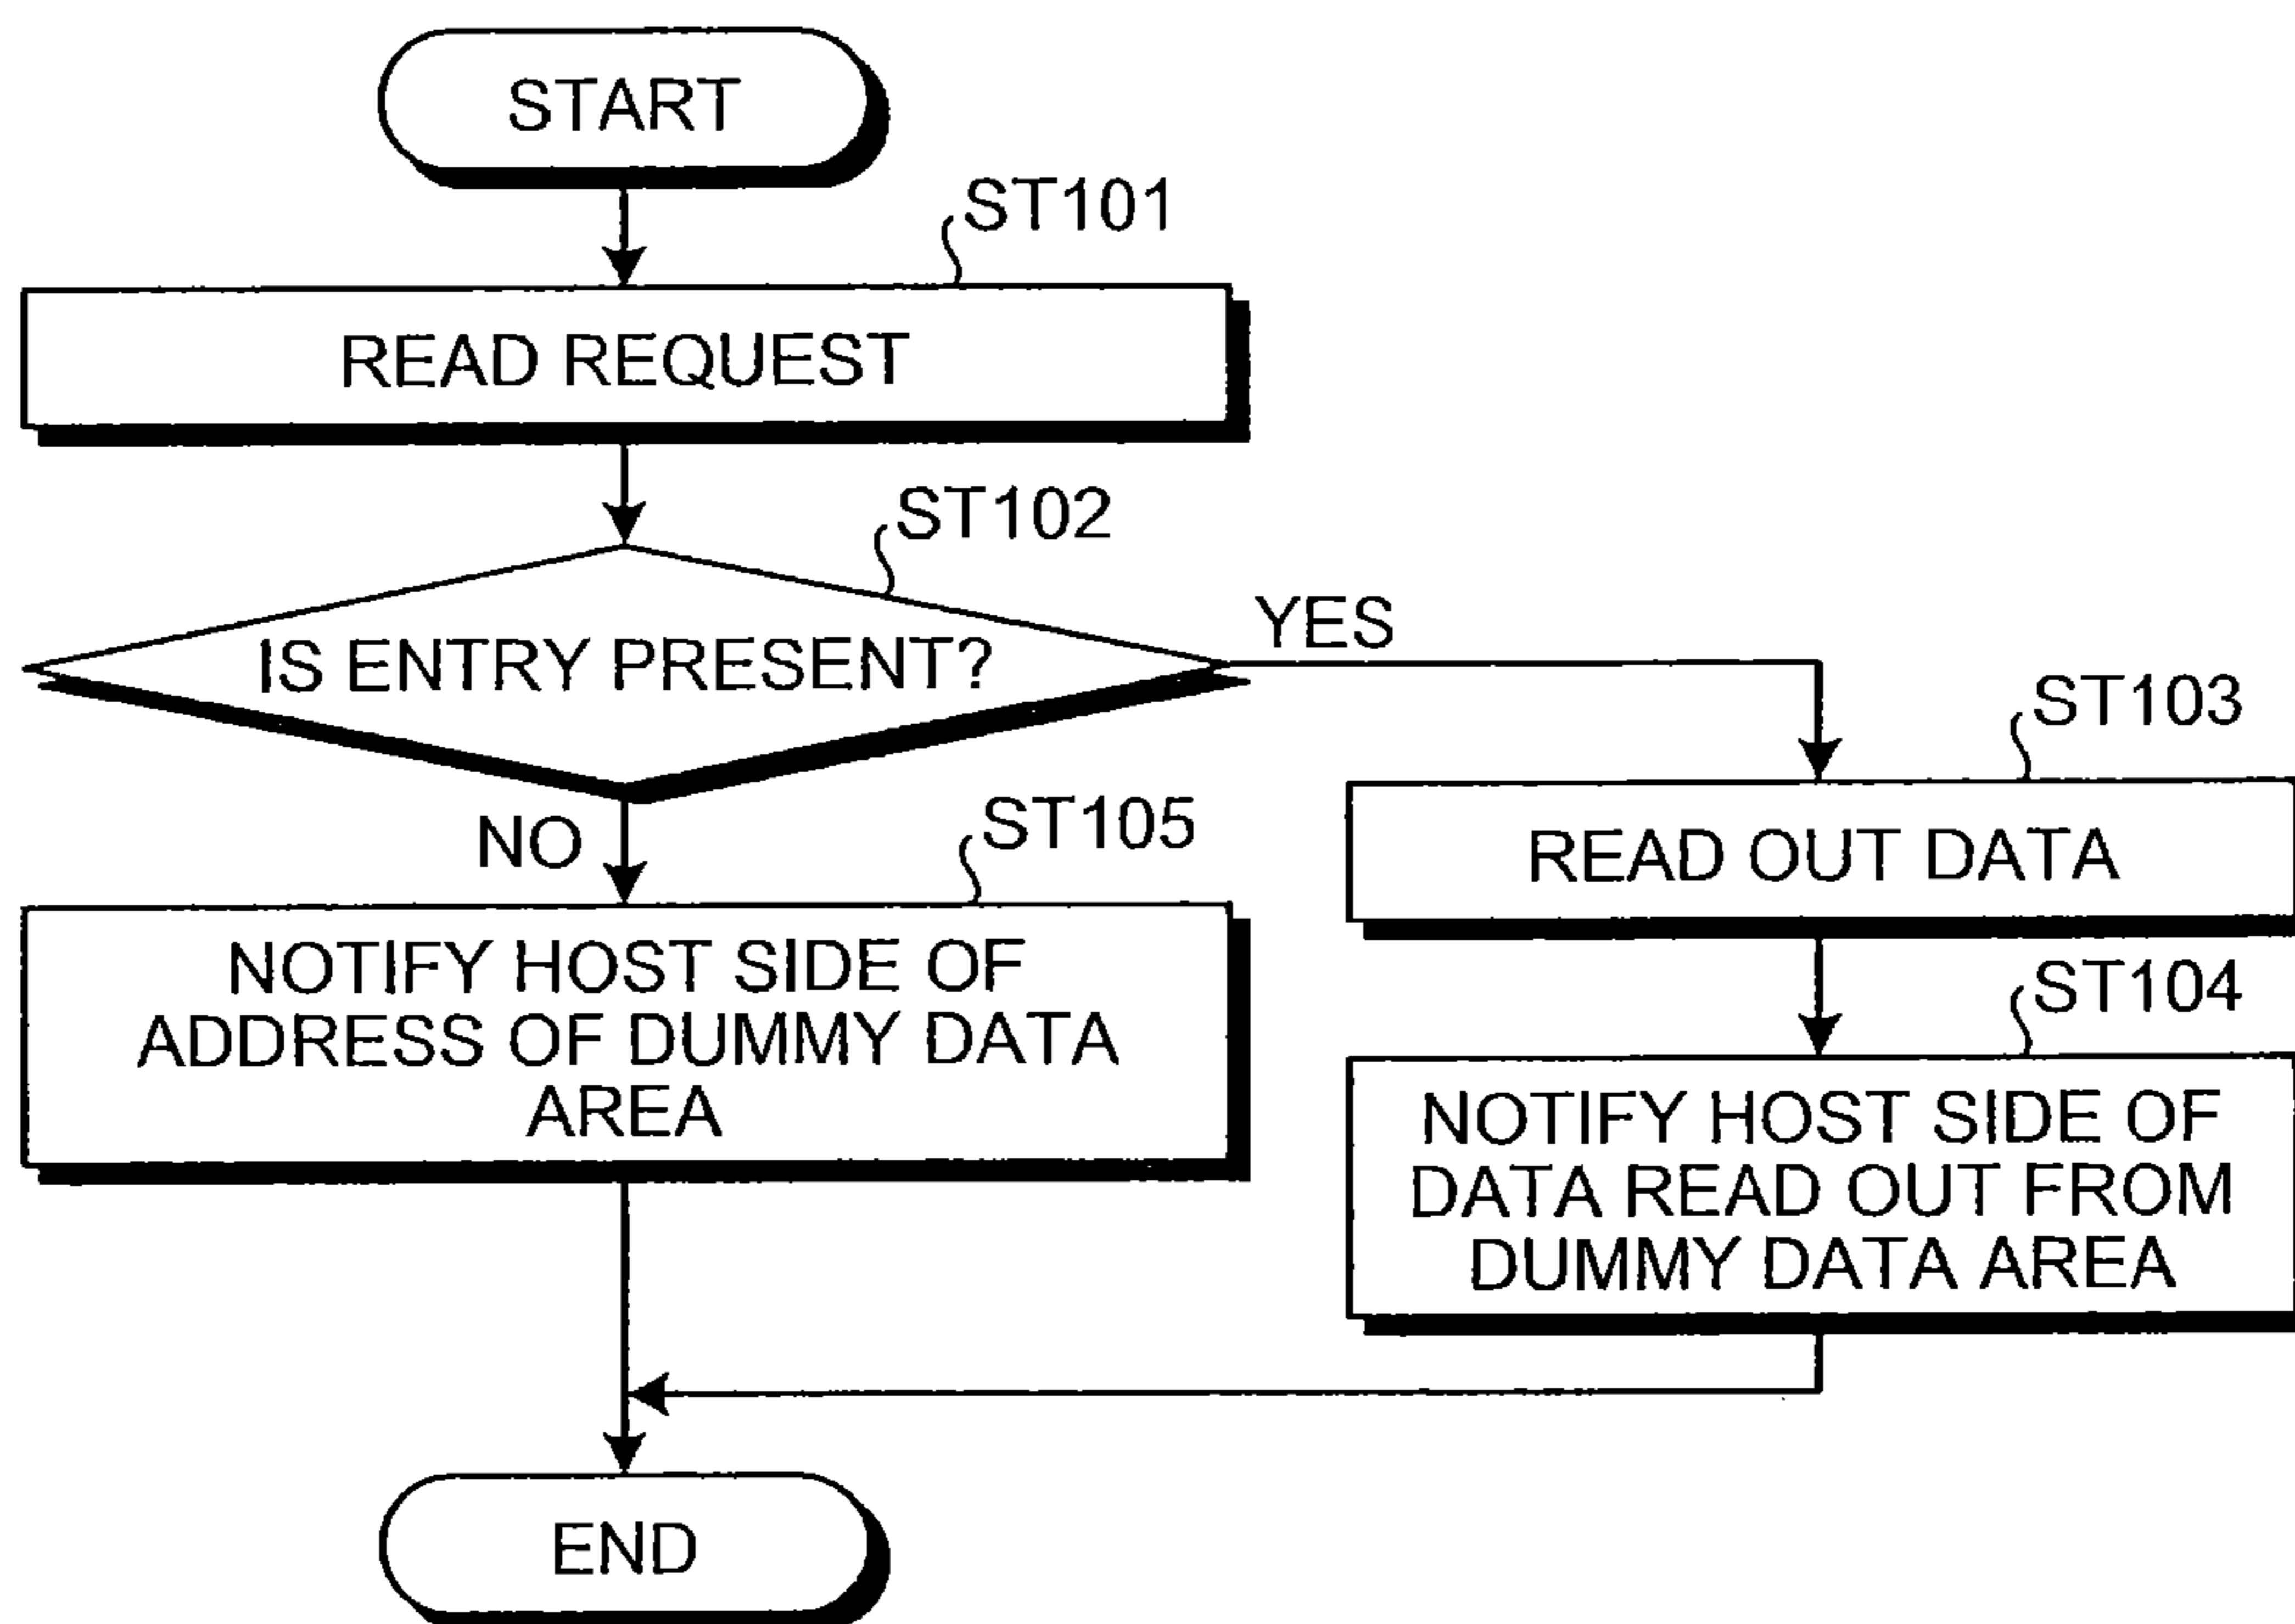 START
ST101
READ REQUEST
ST102
IS ENTRY PRESENT?
YES
ST103
READ OUT DATA
NO
ST105
NOTIFY HOST SIDE OF
ADDRESS OF DUMMY DATA
AREA
ST104
NOTIFY HOST SIDE OF
DATA READ OUT FROM
DUMMY DATA AREA
END